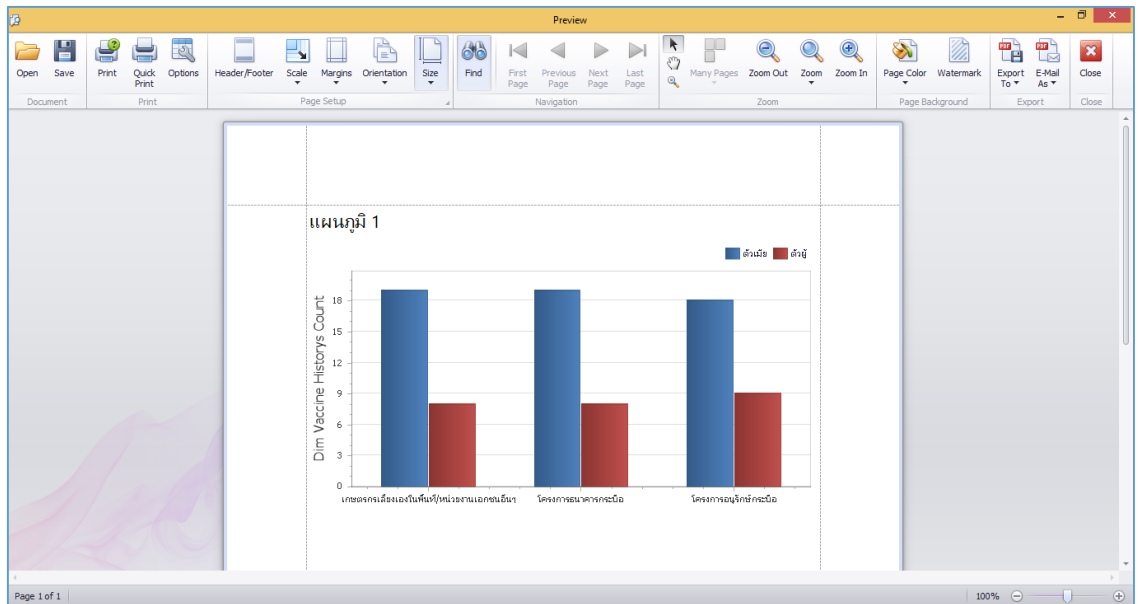 Preview
Open Save Print Quick Print Options Header/Footer Scale Margins Orientation Size Find First Page Previous Page Next Page Last Page Many Pages Zoom Out Zoom Zoom In Page Color Watermark Export To E-Mail As Close
Document Print Page Setup Navigation Zoom Page Background Export Close
แผนภูมิ 1
ตัวเมีย ตัวผู้
Dim Vaccine Historys Count
18
15
12
9
6
3
0
เกษตรกรเลี้ยงเองในพื้นที่/หน่วยงานเอกชนอื่นๆ โครงการธนาคารกระบือ โครงการอนุรักษ์กระบือ
Page 1 of 1 100%